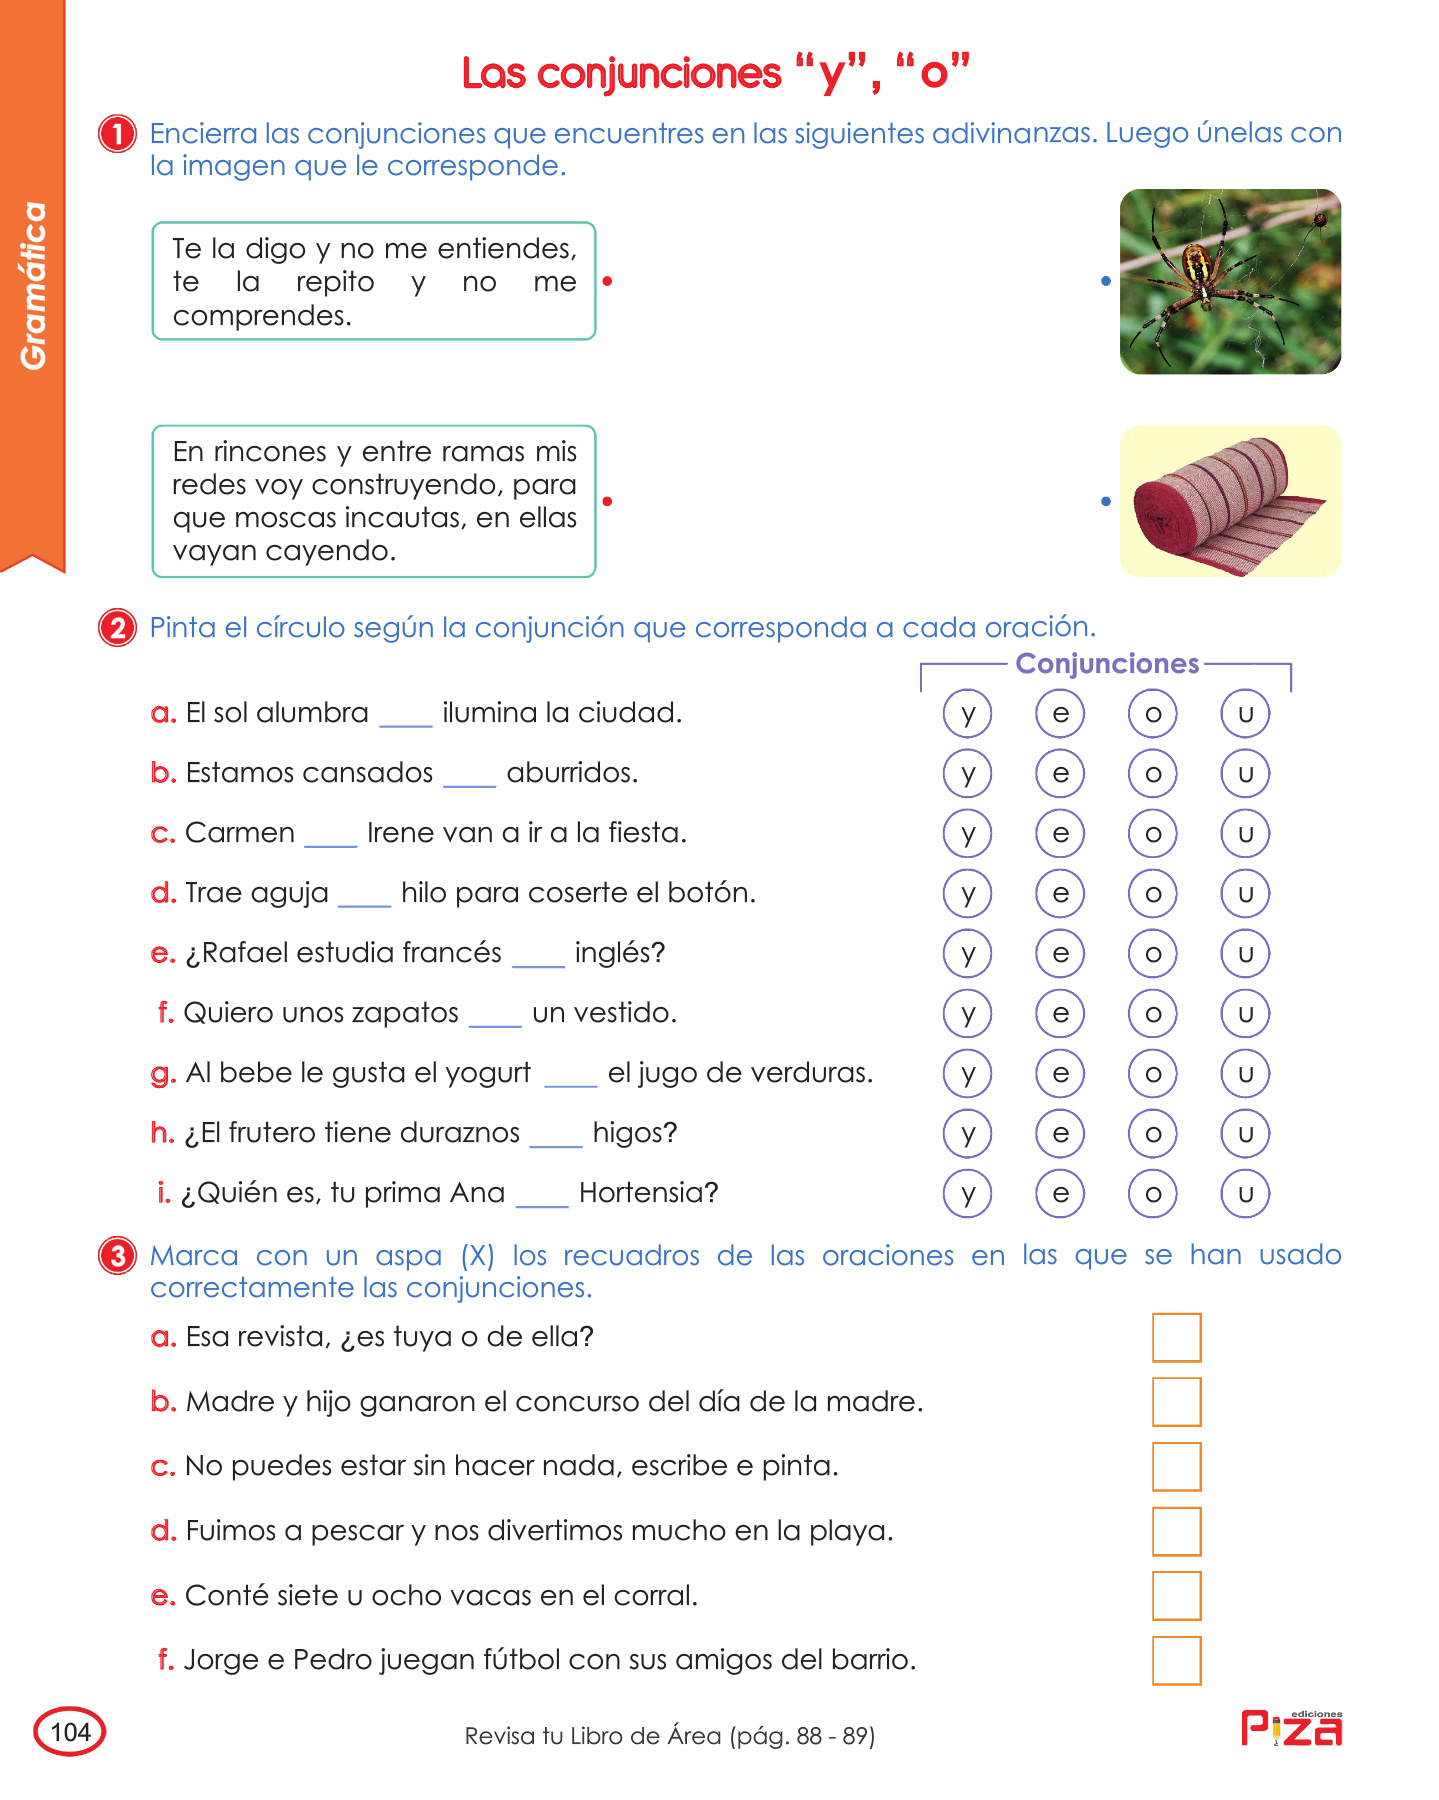 Las conjunciones “y”, “o”
Gramática
1 Encierra las conjunciones que encuentres en las siguientes adivinanzas. Luego únelas con
la imagen que le corresponde.
Te la digo y no me entiendes,
te la repito y no me
comprendes.
En rincones y entre ramas mis
redes voy construyendo, para
que moscas incautas, en ellas
vayan cayendo.
2 Pinta el círculo según la conjunción que corresponda a cada oración.
Conjunciones
a. El sol alumbra ____ ilumina la ciudad. y e o u
b. Estamos cansados ____ aburridos. y e o u
c. Carmen ____ Irene van a ir a la fiesta. y e o u
d. Trae aguja ____ hilo para coserte el botón. y e o u
e. ¿Rafael estudia francés ____ inglés? y e o u
f. Quiero unos zapatos ____ un vestido. y e o u
g. Al bebe le gusta el yogurt ____ el jugo de verduras. y e o u
h. ¿El frutero tiene duraznos ____ higos? y e o u
i. ¿Quién es, tu prima Ana ____ Hortensia? y e o u
3 Marca con un aspa (X) los recuadros de las oraciones en las que se han usado
correctamente las conjunciones.
a. Esa revista, ¿es tuya o de ella?
b. Madre y hijo ganaron el concurso del día de la madre.
c. No puedes estar sin hacer nada, escribe e pinta.
d. Fuimos a pescar y nos divertimos mucho en la playa.
e. Conté siete u ocho vacas en el corral.
f. Jorge e Pedro juegan fútbol con sus amigos del barrio.
104
Revisa tu Libro de Área (pág. 88 - 89)
ediciones
Piza